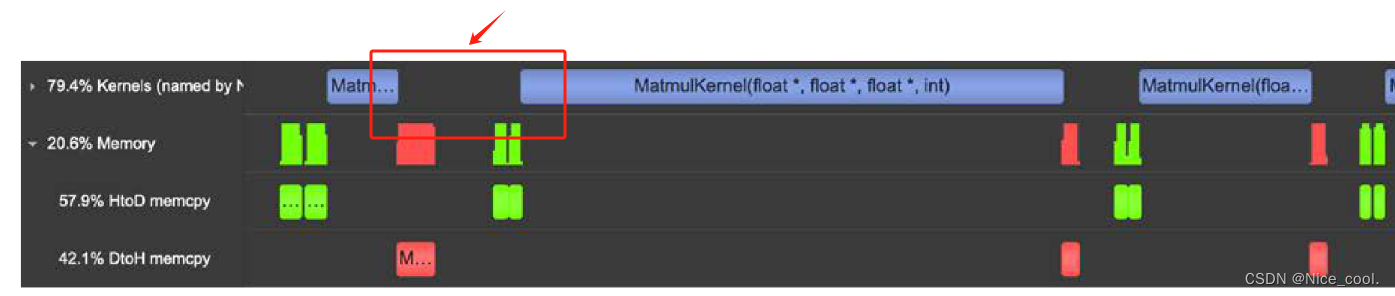 79.4% Kernels (named by N
Matm...
MatmulKernel(float *, float *, float *, int)
MatmulKernel(floa...
20.6% Memory
57.9% HtoD memcpy
... ...
42.1% DtoH memcpy
M...
CSDN @Nice_cool.